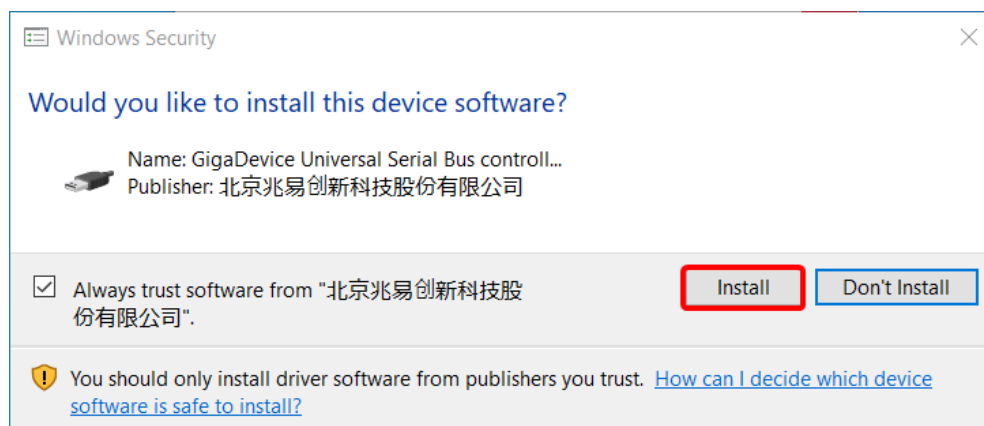 Windows Security
Would you like to install this device software?
Name: GigaDevice Universal Serial Bus controll...
Publisher: 北京兆易创新科技股份有限公司
Always trust software from "北京兆易创新科技股
份有限公司".
Install
Don't Install
You should only install driver software from publishers you trust. How can I decide which device
software is safe to install?